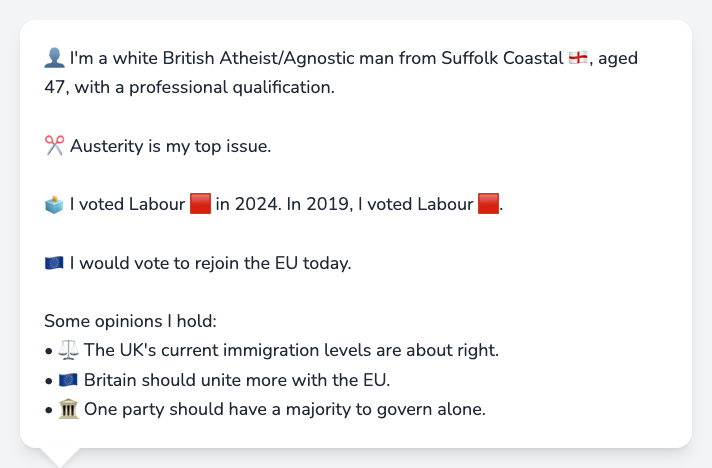 👤 I'm a white British Atheist/Agnostic man from Suffolk Coastal 🏴󠁧󠁢󠁥󠁮󠁧󠁿, aged
47, with a professional qualification.
✂️ Austerity is my top issue.
🗳️ I voted Labour 🟥 in 2024. In 2019, I voted Labour 🟥.
🇪🇺 I would vote to rejoin the EU today.
Some opinions I hold:
• ⚖️ The UK's current immigration levels are about right.
• 🇪🇺 Britain should unite more with the EU.
• 🏛️ One party should have a majority to govern alone.